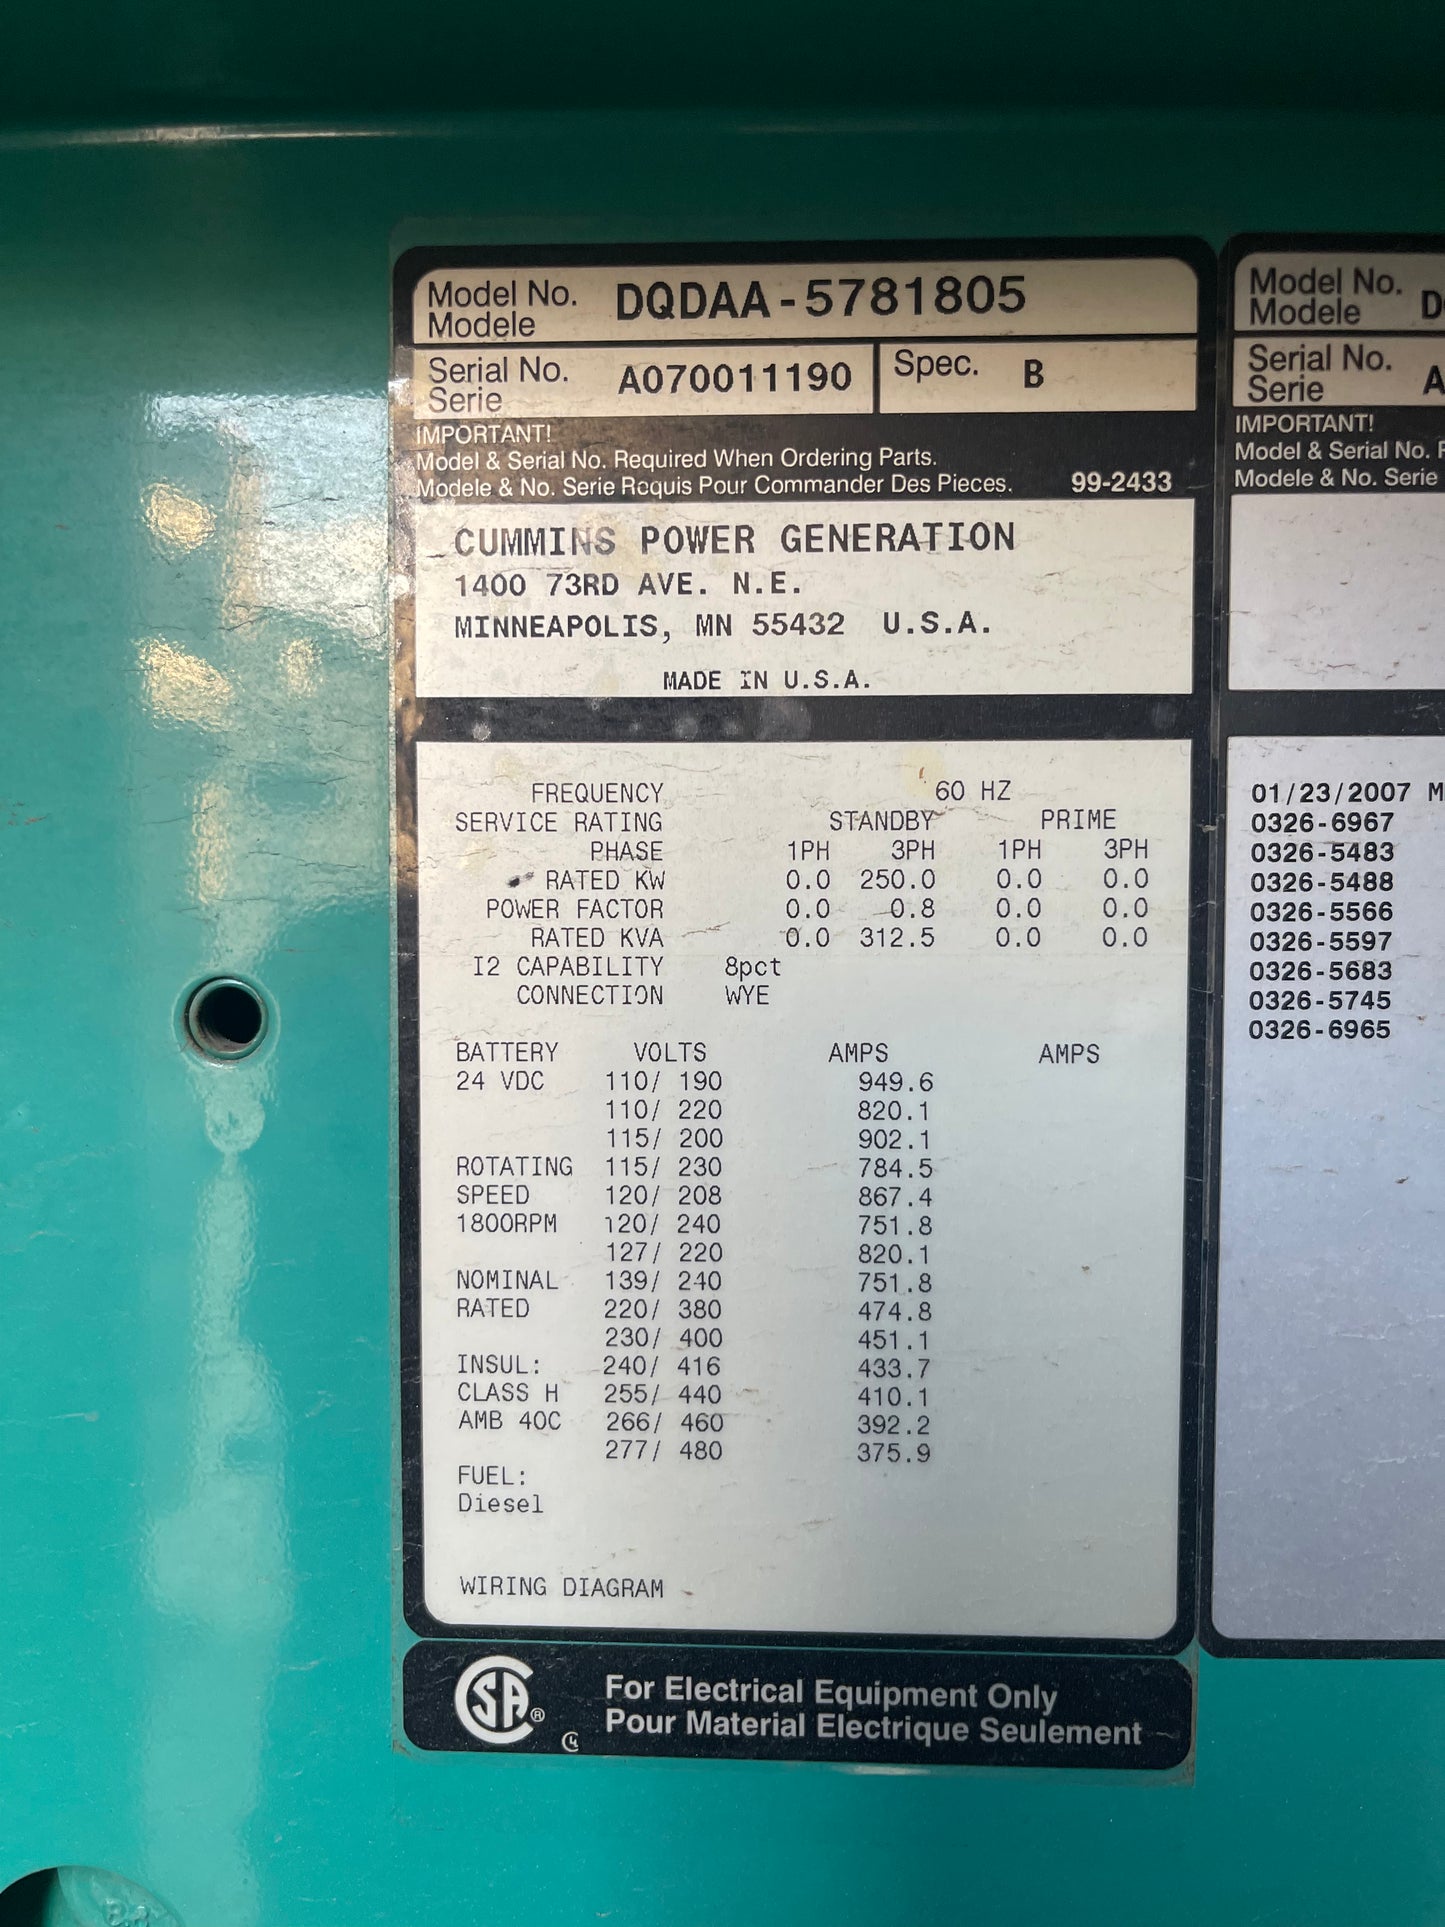 Model No. DQDAA-5781805
Modele
Serial No. A070011190 Spec. B
Serie
IMPORTANT!
Model & Serial No. Required When Ordering Parts.
Modele & No. Serie Requis Pour Commander Des Pieces. 99-2433
CUMMINS POWER GENERATION
1400 73RD AVE. N.E.
MINNEAPOLIS, MN 55432 U.S.A.
MADE IN U.S.A.
FREQUENCY 60 HZ
SERVICE RATING STANDBY PRIME
PHASE 1PH 3PH 1PH 3PH
RATED KW 0.0 250.0 0.0 0.0
POWER FACTOR 0.0 0.8 0.0 0.0
RATED KVA 0.0 312.5 0.0 0.0
I2 CAPABILITY 8pct
CONNECTION WYE
BATTERY VOLTS AMPS AMPS
24 VDC 110/ 190 949.6
110/ 220 820.1
115/ 200 902.1
ROTATING 115/ 230 784.5
SPEED 120/ 208 867.4
1800RPM 120/ 240 751.8
127/ 220 820.1
NOMINAL 139/ 240 751.8
RATED 220/ 380 474.8
230/ 400 451.1
INSUL: 240/ 416 433.7
CLASS H 255/ 440 410.1
AMB 40C 266/ 460 392.2
277/ 480 375.9
FUEL:
Diesel
WIRING DIAGRAM
SA ®
For Electrical Equipment Only
Pour Material Electrique Seulement
Model No. D
Modele
Serial No. A
Serie
IMPORTANT!
Model & Serial No.
Modele & No. Serie
01/23/2007 M
0326-6967
0326-5483
0326-5488
0326-5566
0326-5597
0326-5683
0326-5745
0326-6965